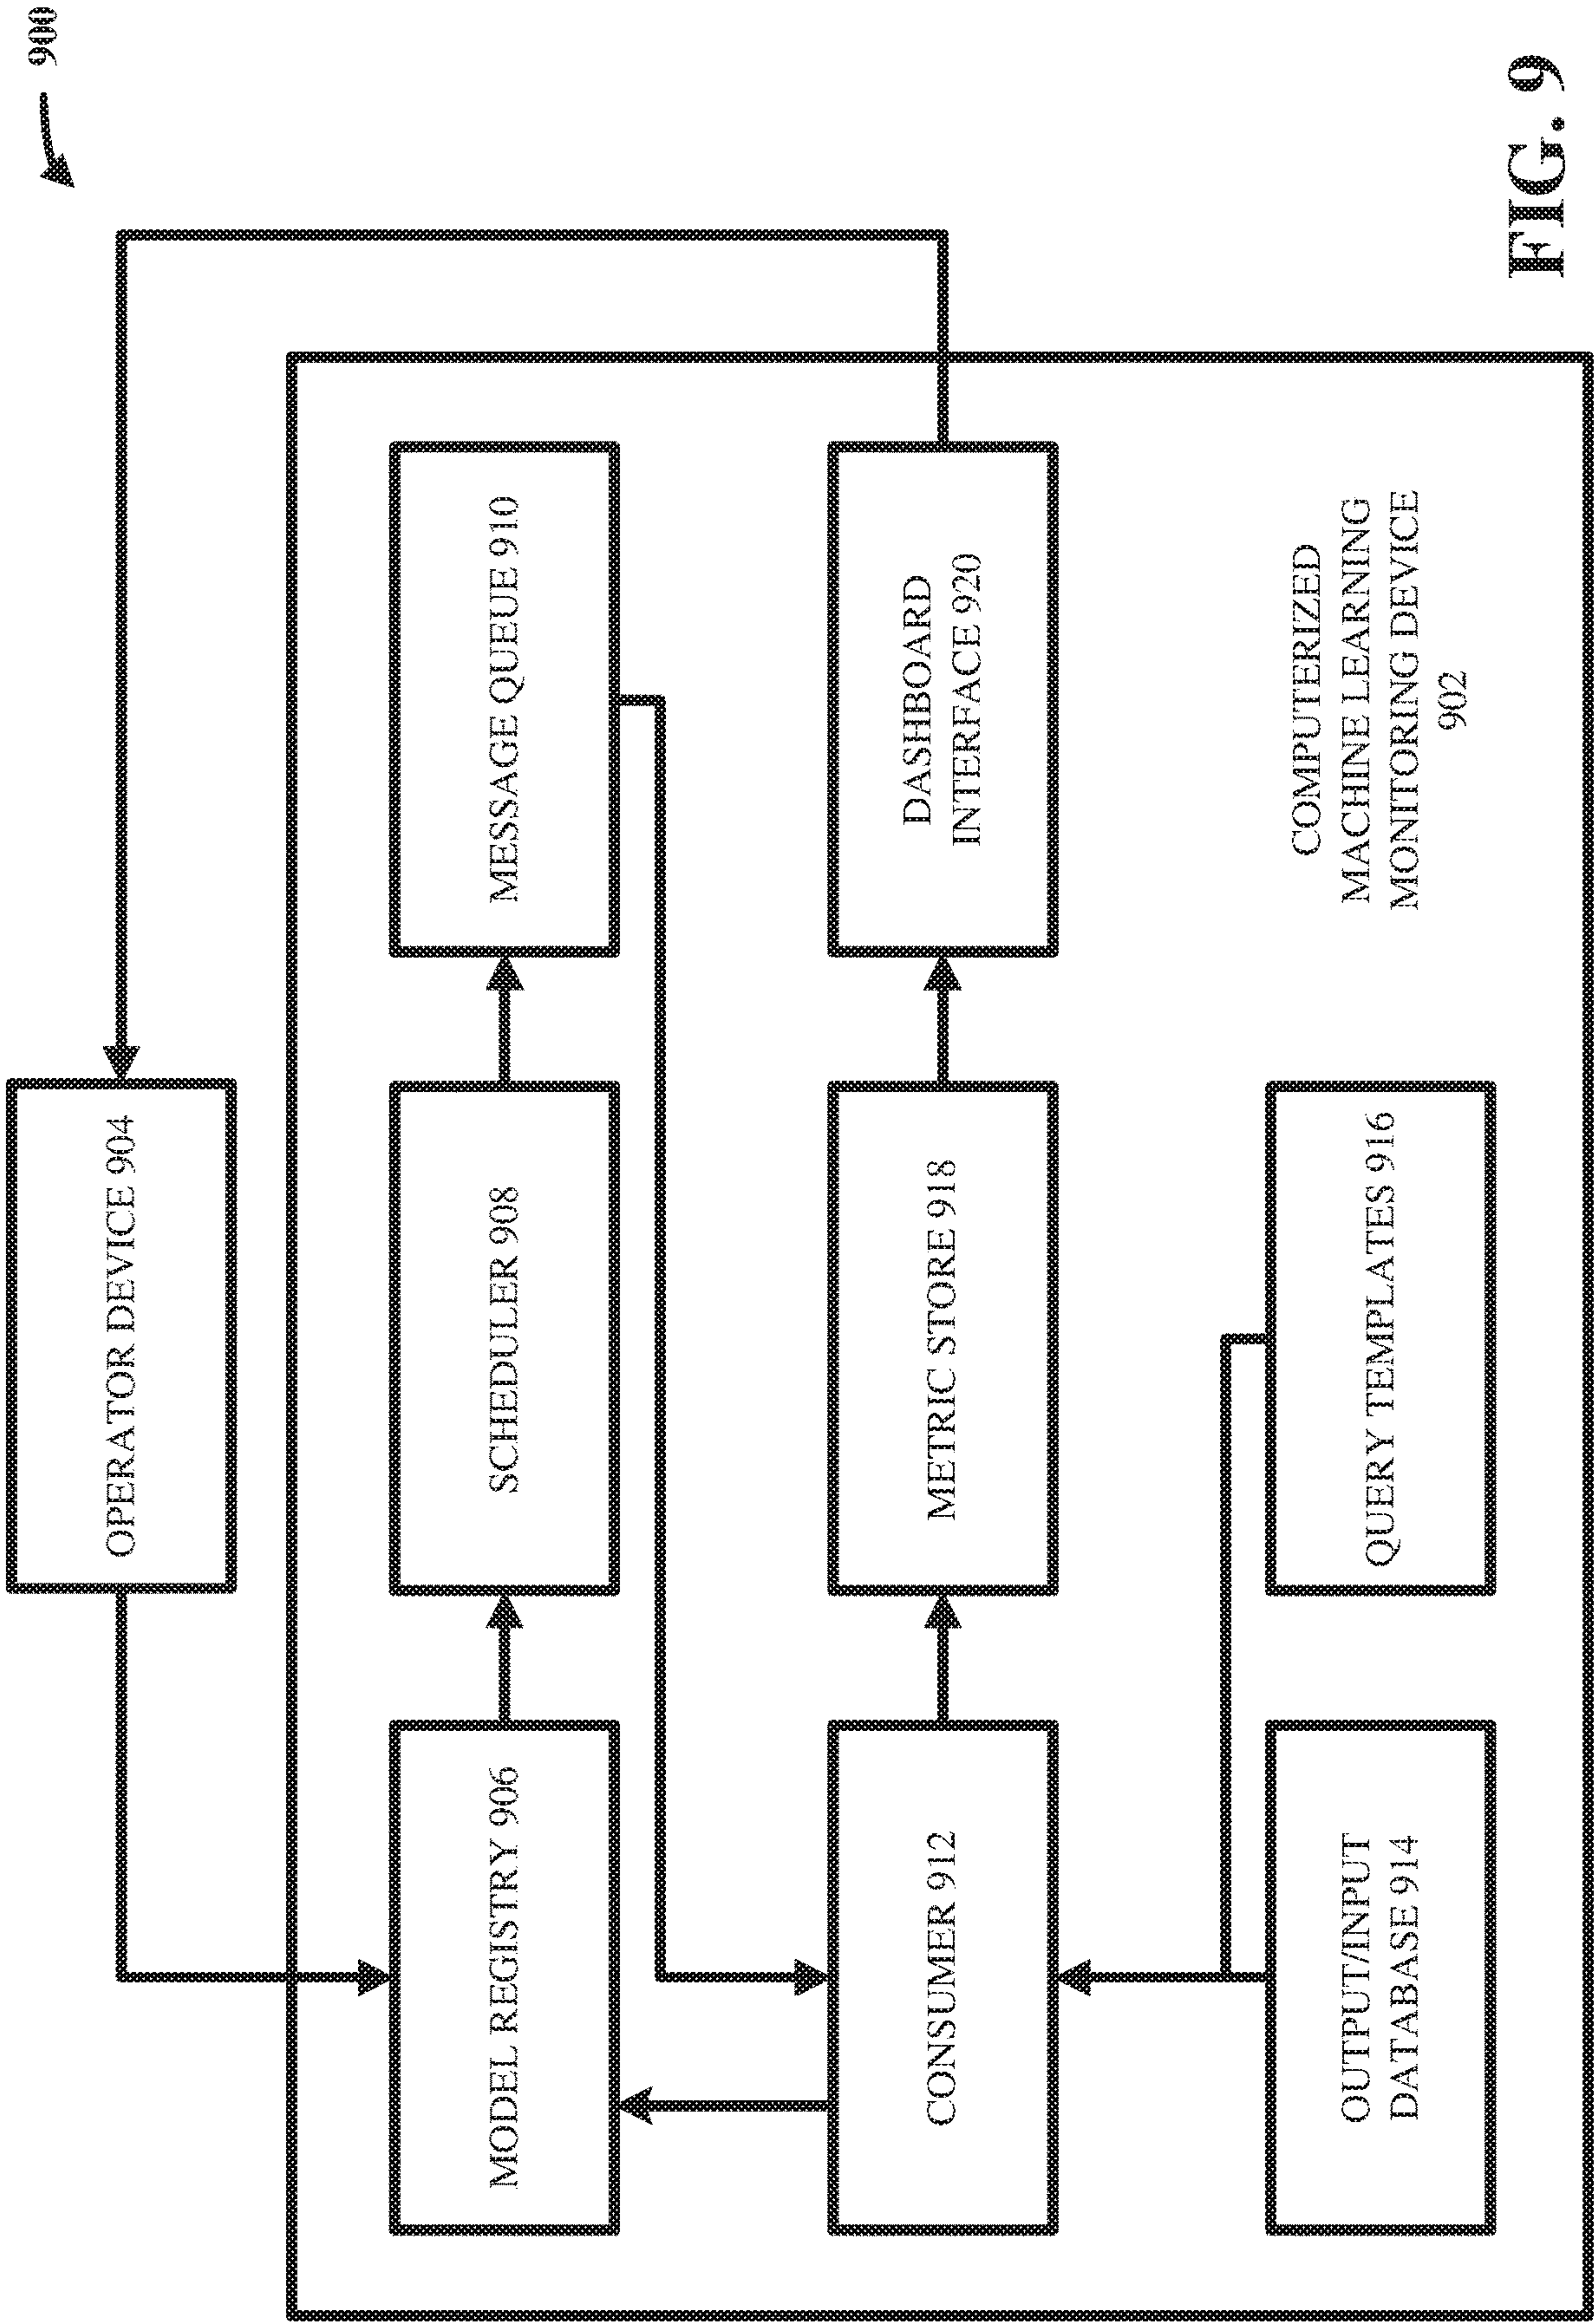 900
OPERATOR DEVICE 904
MODEL REGISTRY 906
SCHEDULER 908
MESSAGE QUEUE 910
CONSUMER 912
METRIC STORE 918
DASHBOARD
INTERFACE 920
OUTPUT/INPUT
DATABASE 914
QUERY TEMPLATES 916
COMPUTERIZED
MACHINE LEARNING
MONITORING DEVICE
902
FIG. 9